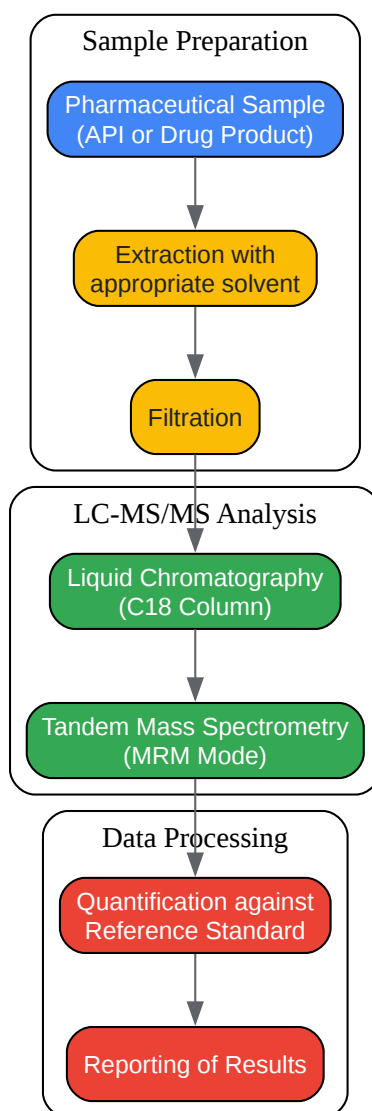 Sample Preparation
Pharmaceutical Sample
(API or Drug Product)
Extraction with
appropriate solvent
Filtration
LC-MS/MS Analysis
Liquid Chromatography
(C18 Column)
Tandem Mass Spectrometry
(MRM Mode)
Data Processing
Quantification against
Reference Standard
Reporting of Results